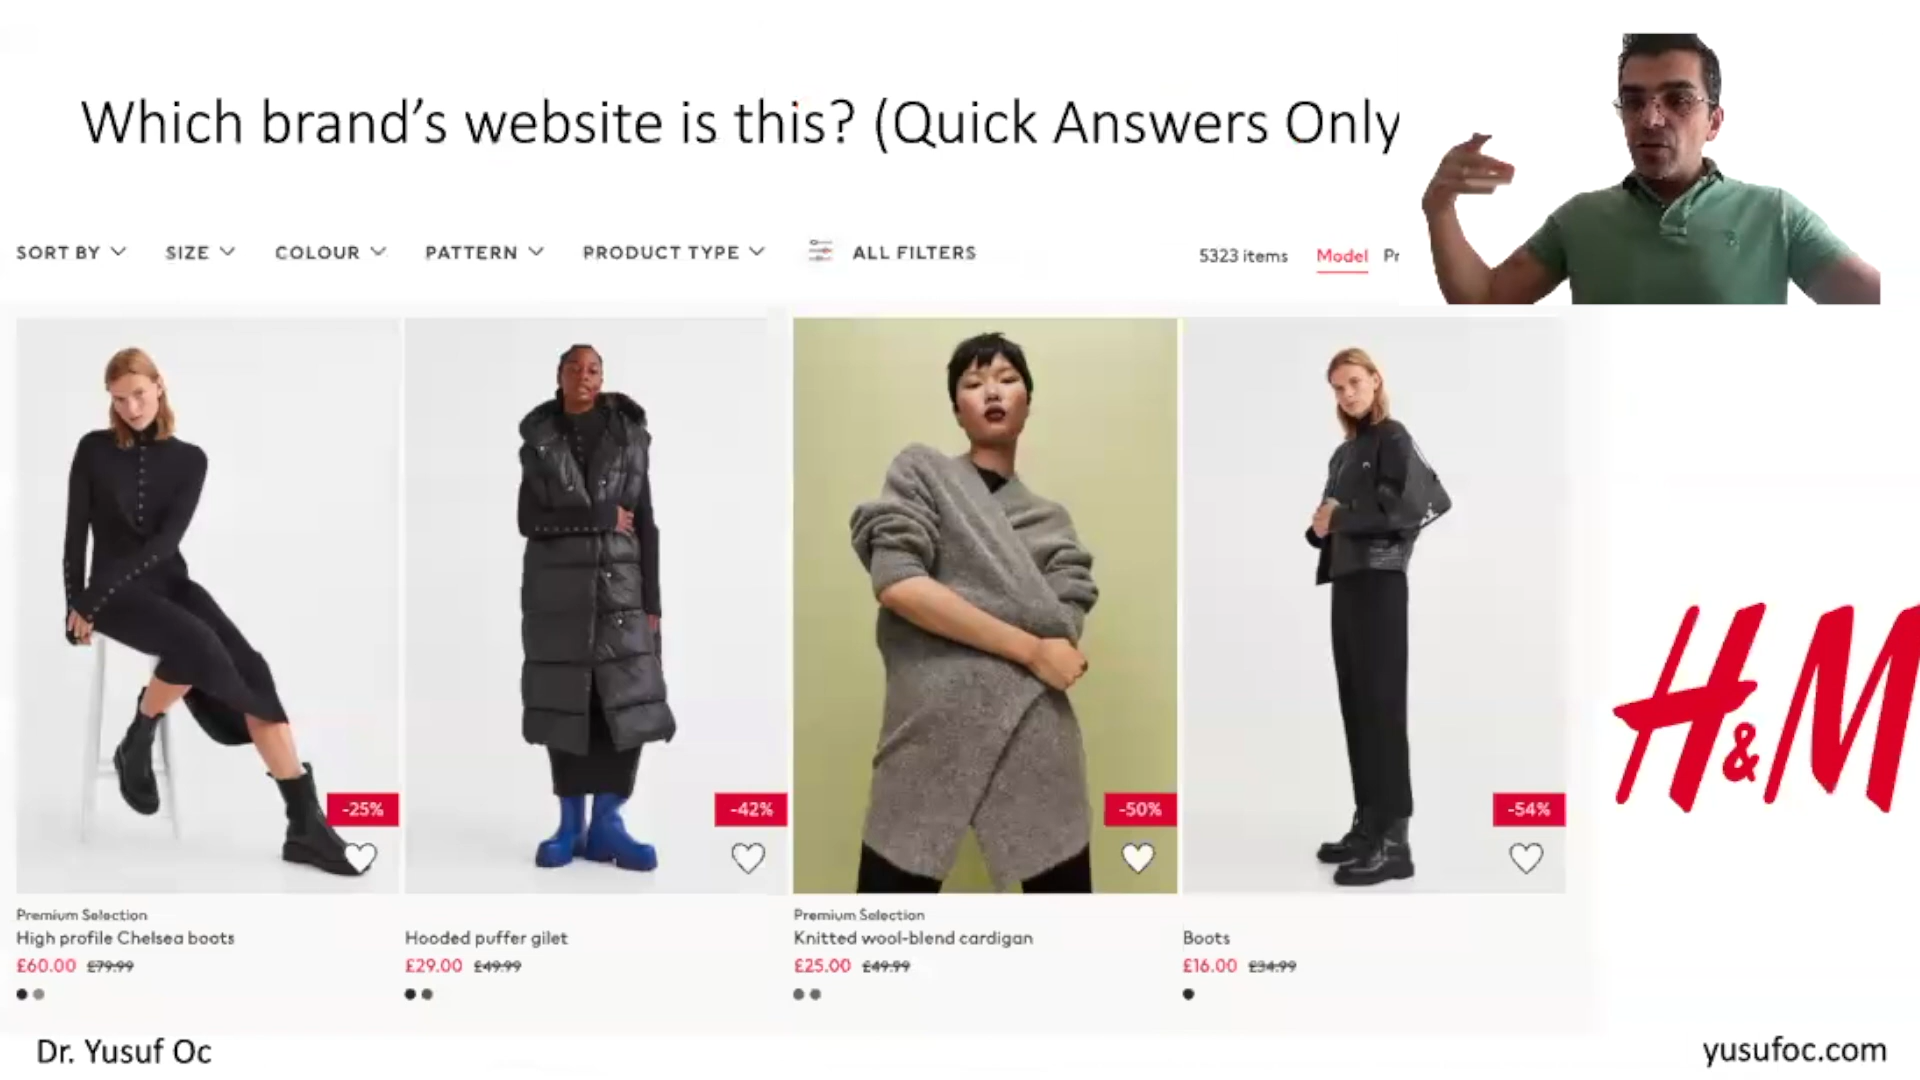 Which brand’s website is this? (Quick Answers Only
SORT BY SIZE COLOUR PATTERN PRODUCT TYPE ALL FILTERS 5323 items Model Pr
-25% -42% -50% -54%
Premium Selection
High profile Chelsea boots
£60.00 £79.99
Hooded puffer gilet
£29.00 £49.99
Premium Selection
Knitted wool-blend cardigan
£25.00 £49.99
Boots
£16.00 £34.99
H&M
Dr. Yusuf Oc
yusufoc.com